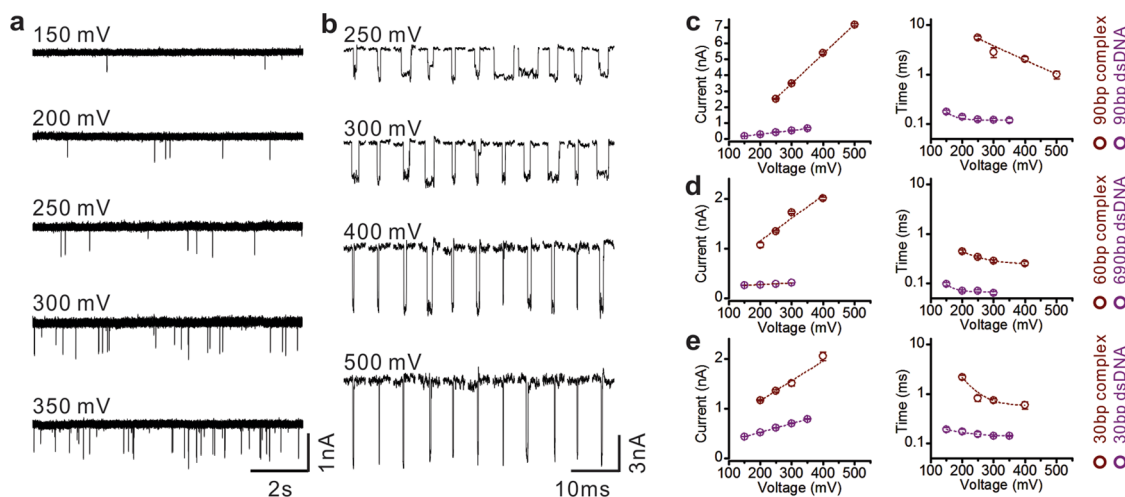 a
150 mV
200 mV
250 mV
300 mV
350 mV
1nA
2s
b
250 mV
300 mV
400 mV
500 mV
3nA
10ms
c
Current (nA)
7
6
5
4
3
2
1
0
100 200 300 400 500
Voltage (mV)
Time (ms)
10
1
0.1
100 200 300 400 500
Voltage (mV)
90bp complex
90bp dsDNA
d
Current (nA)
2
1
0
100 200 300 400 500
Voltage (mV)
Time (ms)
10
1
0.1
100 200 300 400 500
Voltage (mV)
60bp complex
690bp dsDNA
e
Current (nA)
2
1
0
100 200 300 400 500
Voltage (mV)
Time (ms)
10
1
0.1
100 200 300 400 500
Voltage (mV)
30bp complex
30bp dsDNA